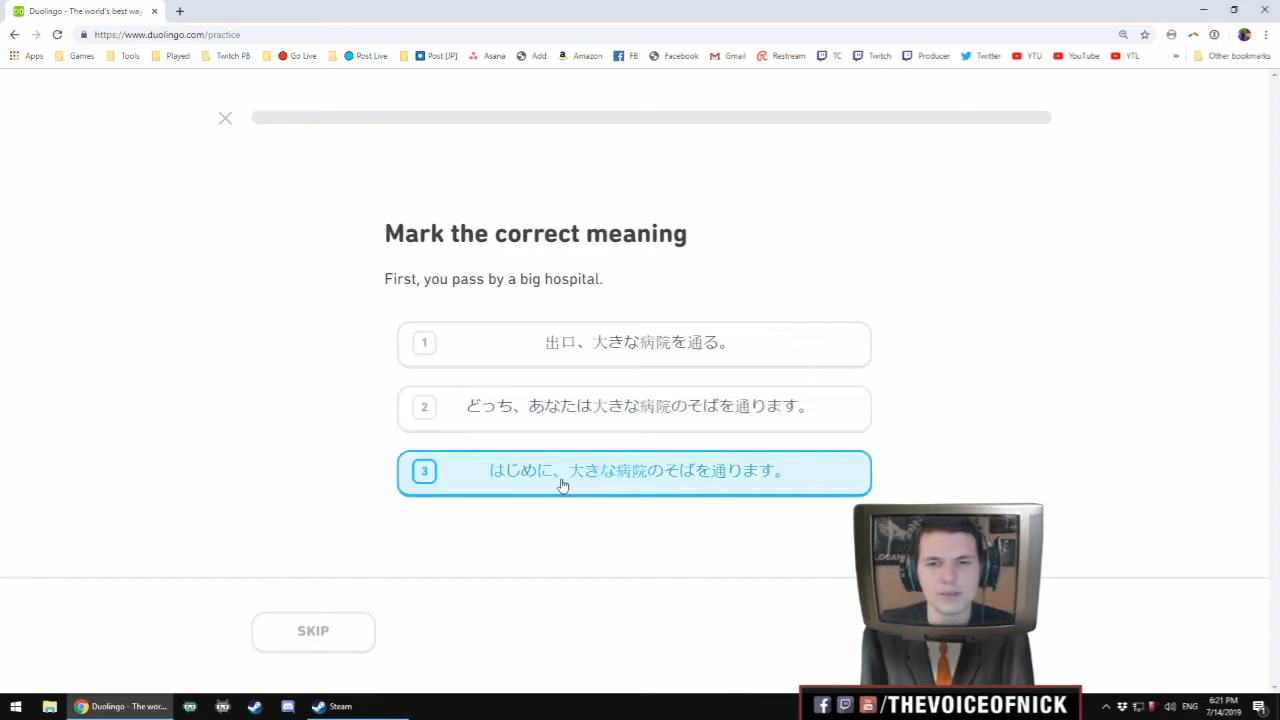 Duolingo - The world's best way
https://www.duolingo.com/practice
Apps Games Tools Played Twitch PB Go Live Post Live Post [JP] Asana Add Amazon FB Facebook Gmail Restream TC Twitch Producer Twitter YTU YouTube YTL » Other bookmarks
Mark the correct meaning
First, you pass by a big hospital.
1 出口、大きな病院を通る。
2 どっち、あなたは大きな病院のそばを通ります。
3 はじめに、大きな病院のそばを通ります。
LOGAN
SKIP
/THEVOICEOFNICK
Duolingo - The wor... Steam ENG 6:21 PM
7/14/2019